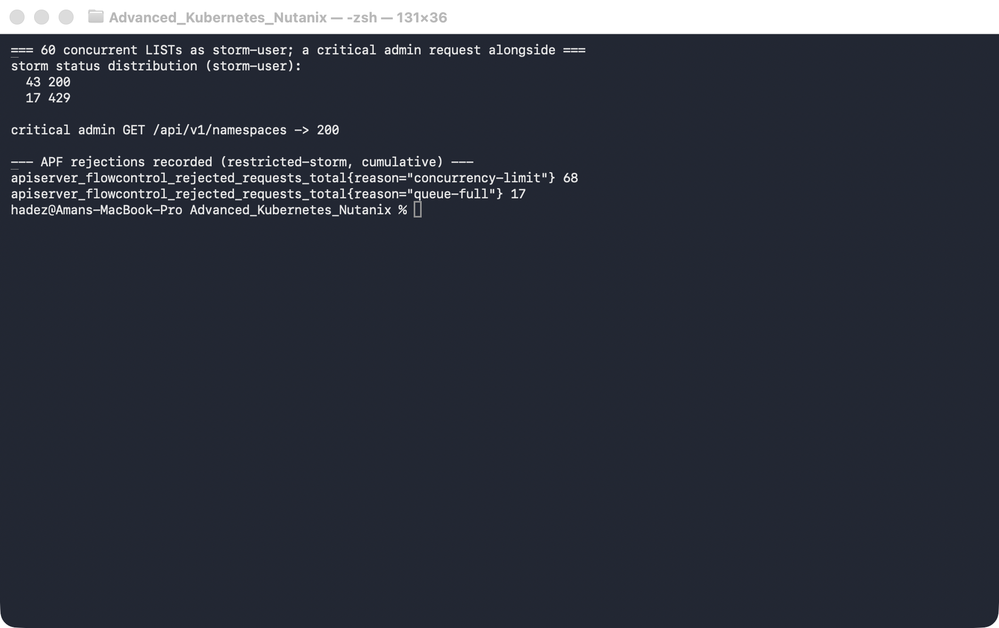 Advanced_Kubernetes_Nutanix — -zsh — 131×36
=== 60 concurrent LISTs as storm-user; a critical admin request alongside ===
storm status distribution (storm-user):
  43 200
  17 429
critical admin GET /api/v1/namespaces -> 200
--- APF rejections recorded (restricted-storm, cumulative) ---
apiserver_flowcontrol_rejected_requests_total{reason="concurrency-limit"} 68
apiserver_flowcontrol_rejected_requests_total{reason="queue-full"} 17
hadez@Amans-MacBook-Pro Advanced_Kubernetes_Nutanix %